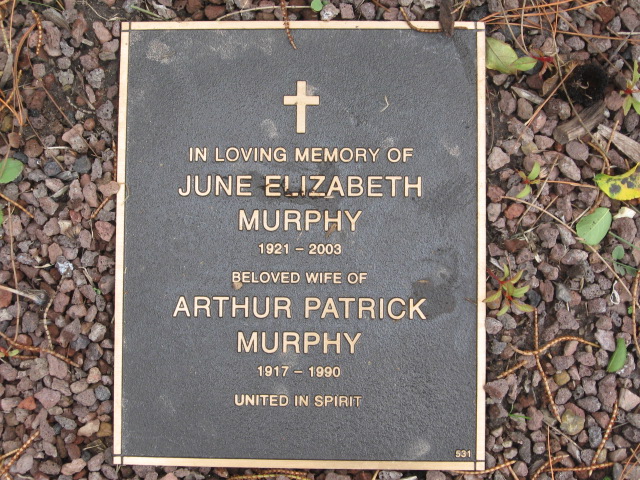 IN LOVING MEMORY OF
JUNE ELIZABETH
MURPHY
1921 - 2003
BELOVED WIFE OF
ARTHUR PATRICK
MURPHY
1917 - 1990
UNITED IN SPIRIT
531